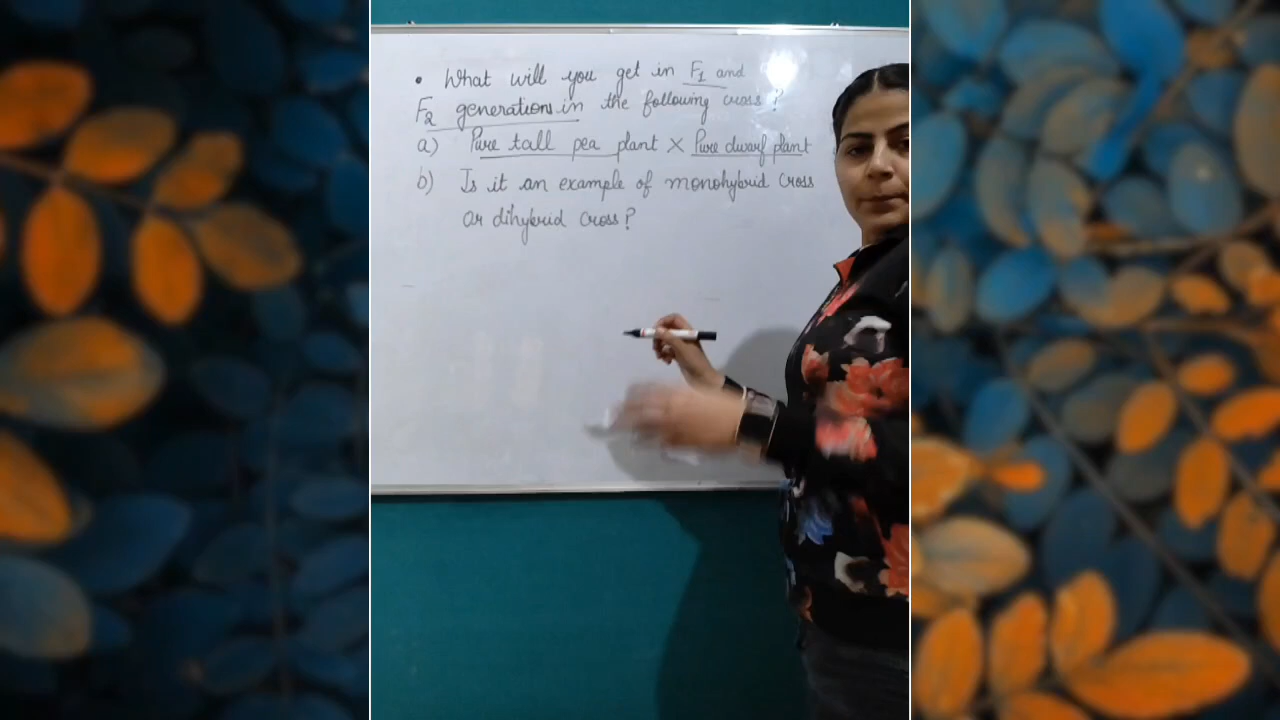 • What will you get in F₁ and
F₂ generations in the following cross ?
a) Pure tall pea plant × Pure dwarf plant
b) Is it an example of monohybrid cross
or dihybrid cross?